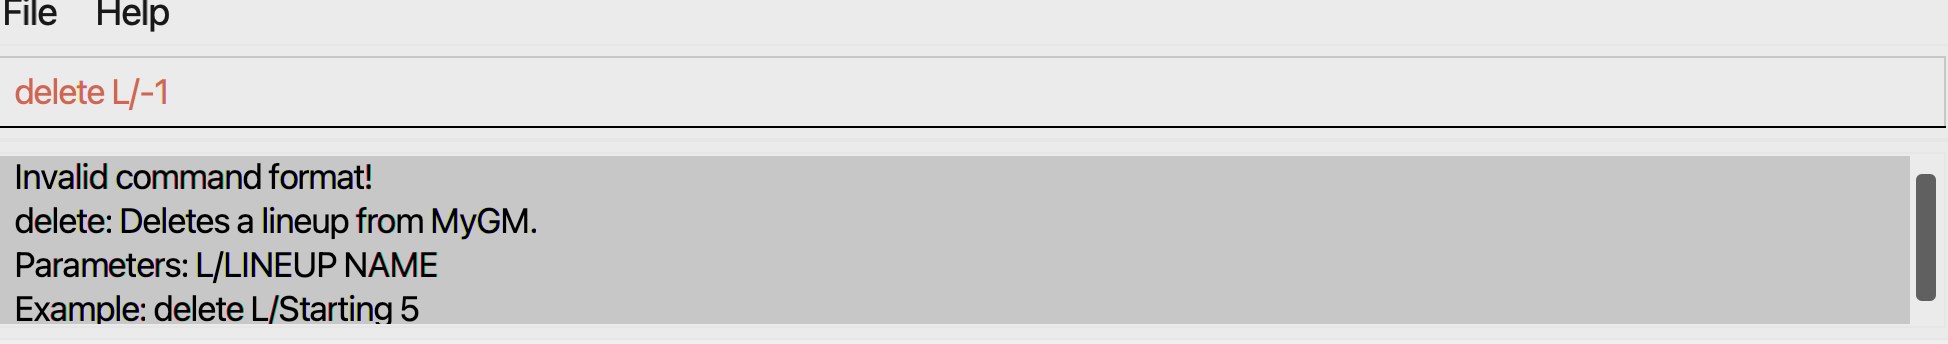 File Help
delete L/-1
Invalid command format!
delete: Deletes a lineup from MyGM.
Parameters: L/LINEUP NAME
Example: delete L/Starting 5